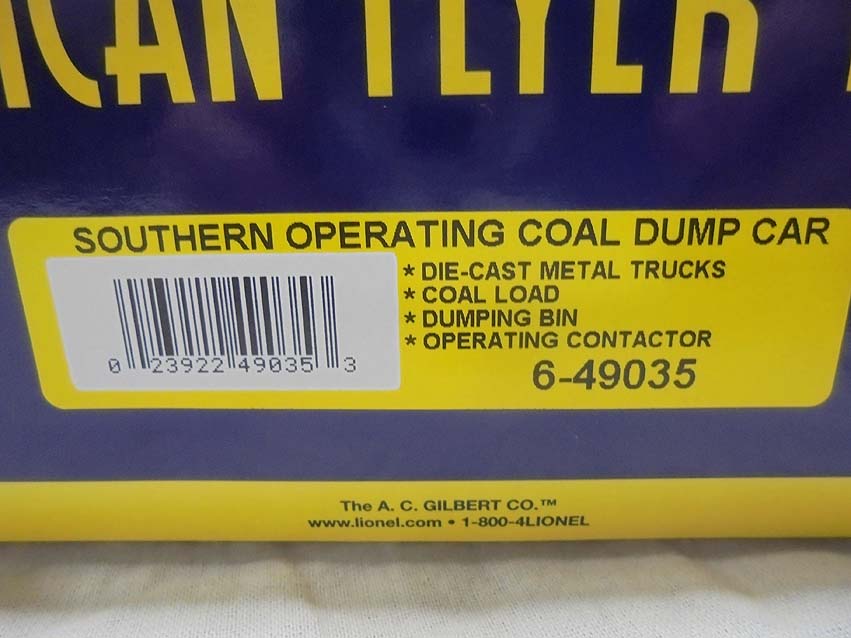 ICAN FLYER
SOUTHERN OPERATING COAL DUMP CAR
* DIE-CAST METAL TRUCKS
* COAL LOAD
* DUMPING BIN
* OPERATING CONTACTOR
0 23922 49035 3
6-49035
The A. C. GILBERT CO.™
www.lionel.com • 1-800-4LIONEL